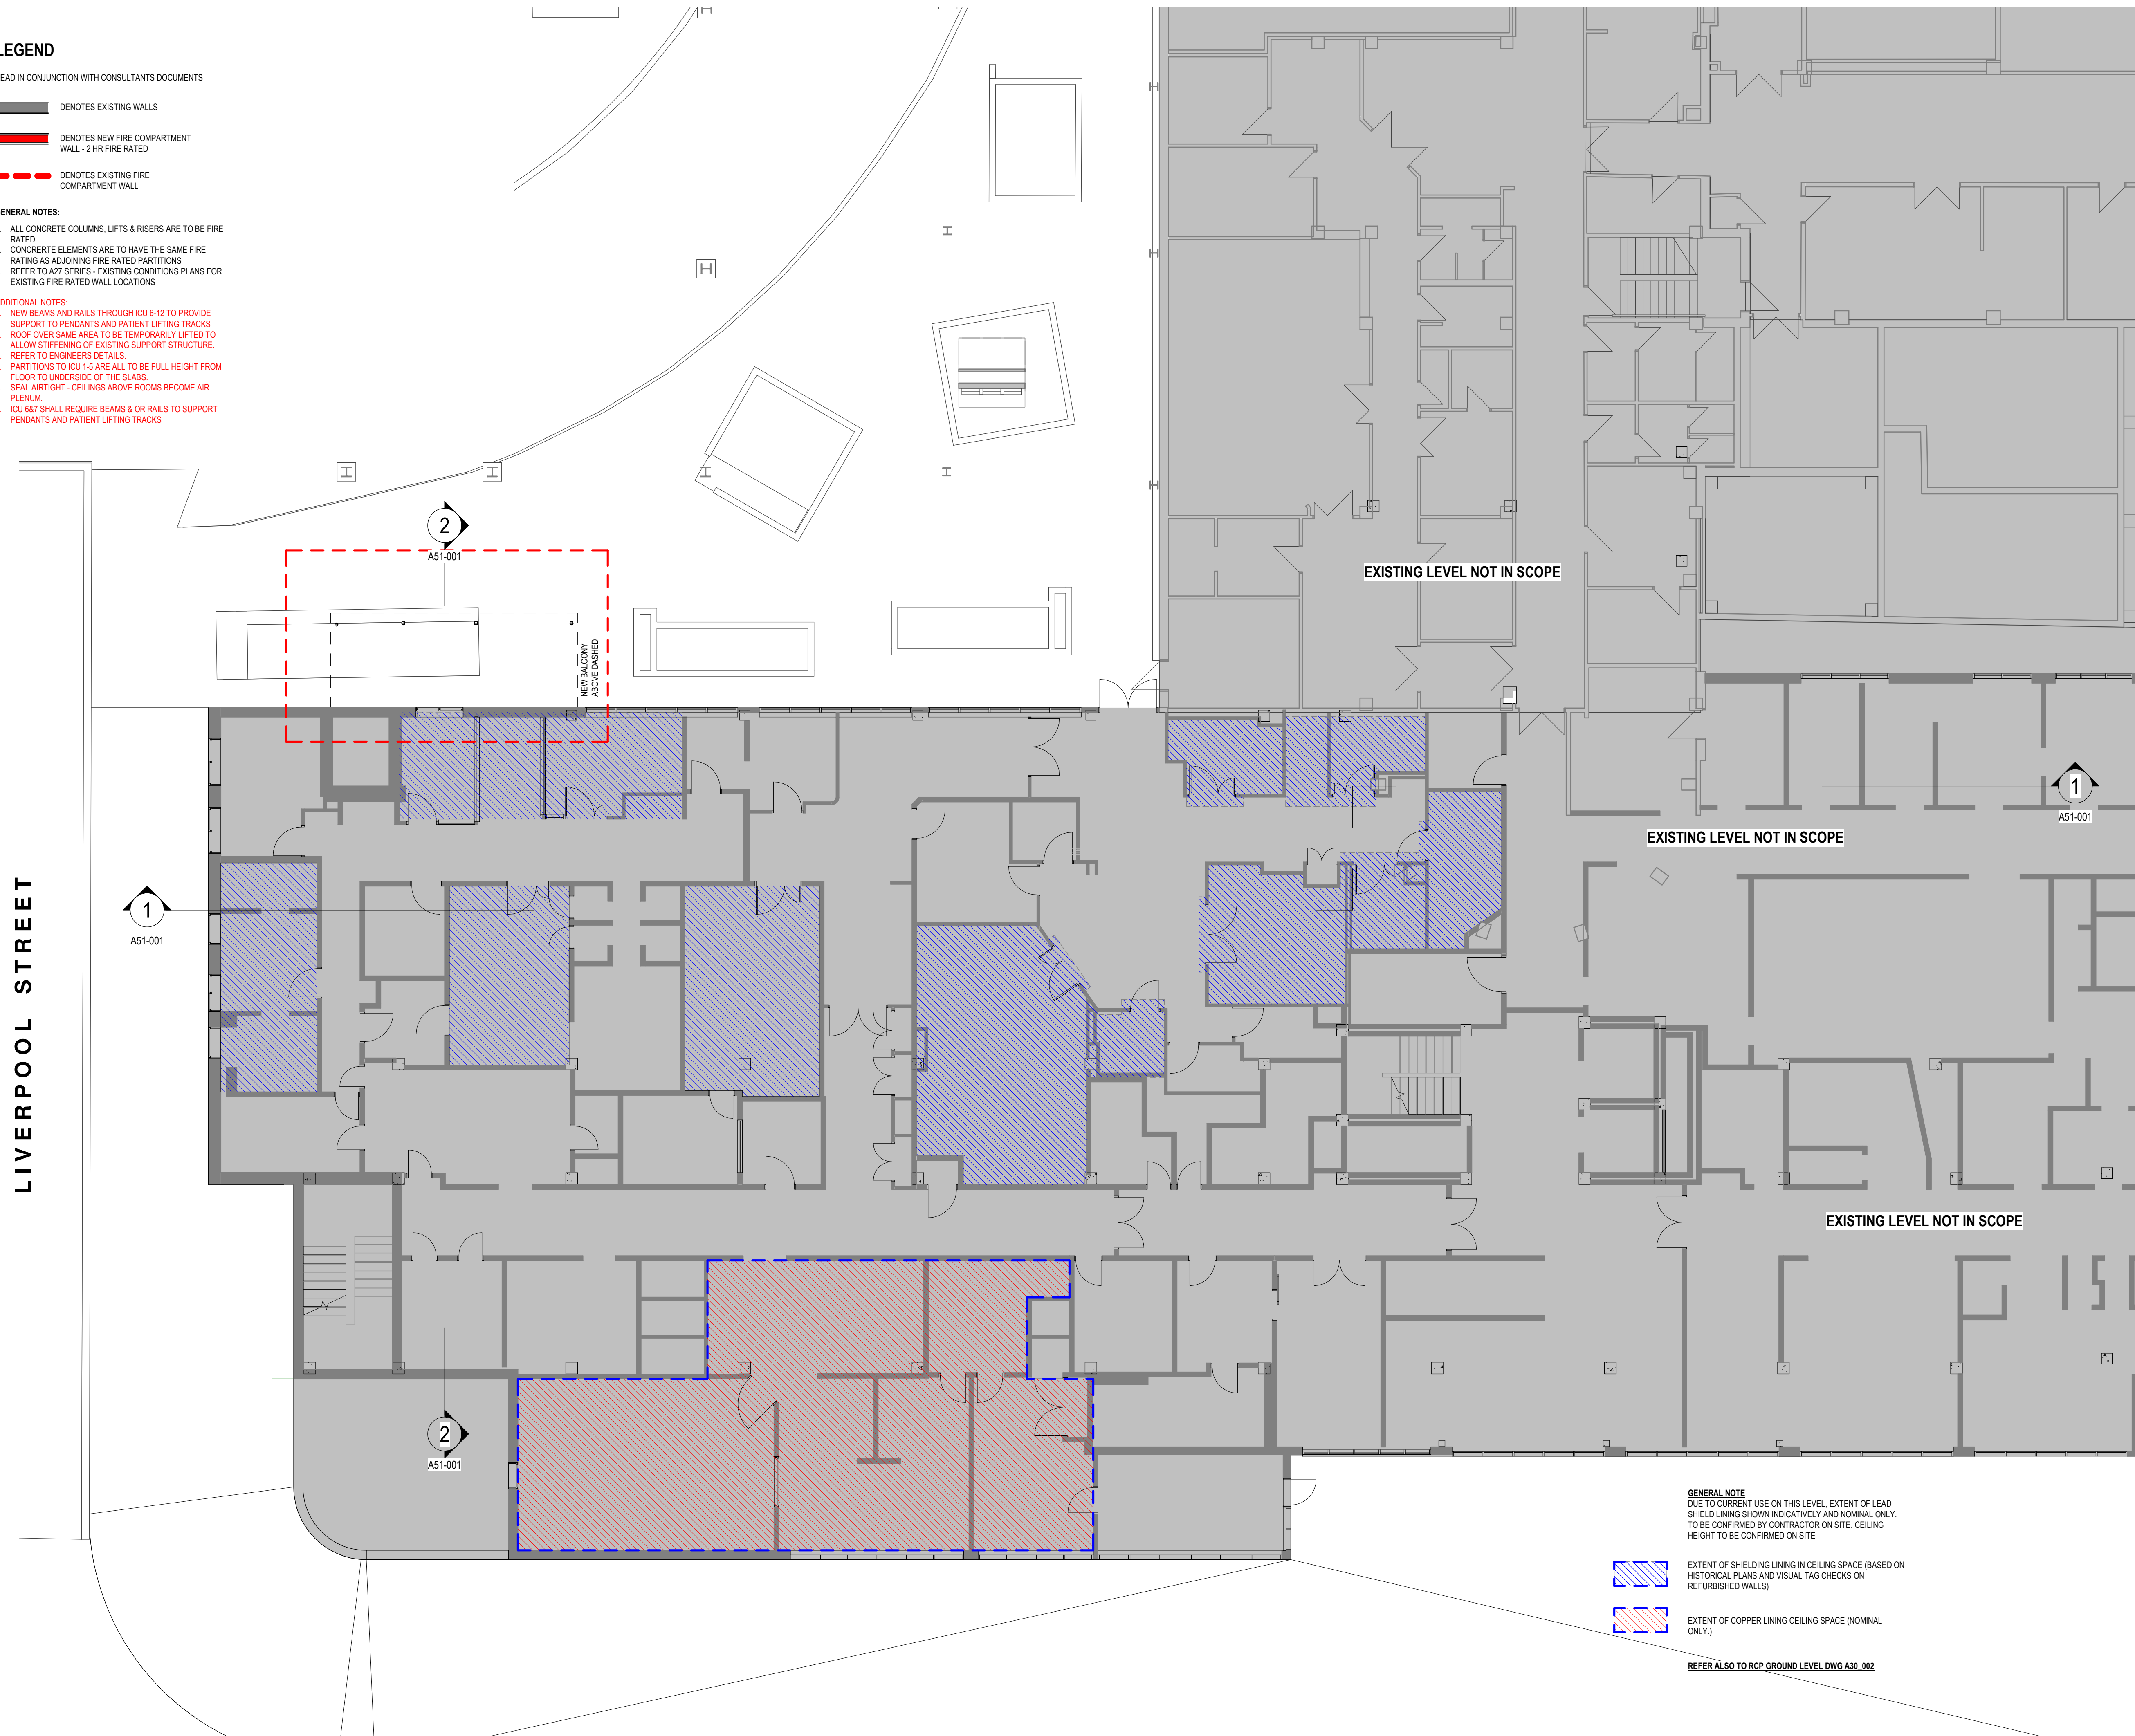 LEGEND
EAD IN CONJUNCTION WITH CONSULTANTS DOCUMENTS
DENOTES EXISTING WALLS
DENOTES NEW FIRE COMPARTMENT
WALL - 2 HR FIRE RATED
DENOTES EXISTING FIRE
COMPARTMENT WALL
GENERAL NOTES:
ALL CONCRETE COLUMNS, LIFTS & RISERS ARE TO BE FIRE
RATED
CONCRERTE ELEMENTS ARE TO HAVE THE SAME FIRE
RATING AS ADJOINING FIRE RATED PARTITIONS
REFER TO A27 SERIES - EXISTING CONDITIONS PLANS FOR
EXISTING FIRE RATED WALL LOCATIONS
DDITIONAL NOTES:
NEW BEAMS AND RAILS THROUGH ICU 6-12 TO PROVIDE
SUPPORT TO PENDANTS AND PATIENT LIFTING TRACKS
ROOF OVER SAME AREA TO BE TEMPORARILY LIFTED TO
ALLOW STIFFENING OF EXISTING SUPPORT STRUCTURE.
REFER TO ENGINEERS DETAILS.
PARTITIONS TO ICU 1-5 ARE ALL TO BE FULL HEIGHT FROM
FLOOR TO UNDERSIDE OF THE SLABS.
SEAL AIRTIGHT - CEILINGS ABOVE ROOMS BECOME AIR
PLENUM.
ICU 6&7 SHALL REQUIRE BEAMS & OR RAILS TO SUPPORT
PENDANTS AND PATIENT LIFTING TRACKS
2
A51-001
EXISTING LEVEL NOT IN SCOPE
NEW BALCONY
ABOVE DASHED
1
A51-001
EXISTING LEVEL NOT IN SCOPE
LIVERPOOL STREET
1
A51-001
EXISTING LEVEL NOT IN SCOPE
2
A51-001
GENERAL NOTE
DUE TO CURRENT USE ON THIS LEVEL, EXTENT OF LEAD
SHIELD LINING SHOWN INDICATIVELY AND NOMINAL ONLY.
TO BE CONFIRMED BY CONTRACTOR ON SITE. CEILING
HEIGHT TO BE CONFIRMED ON SITE
EXTENT OF SHIELDING LINING IN CEILING SPACE (BASED ON
HISTORICAL PLANS AND VISUAL TAG CHECKS ON
REFURBISHED WALLS)
EXTENT OF COPPER LINING CEILING SPACE (NOMINAL
ONLY.)
REFER ALSO TO RCP GROUND LEVEL DWG A30_002